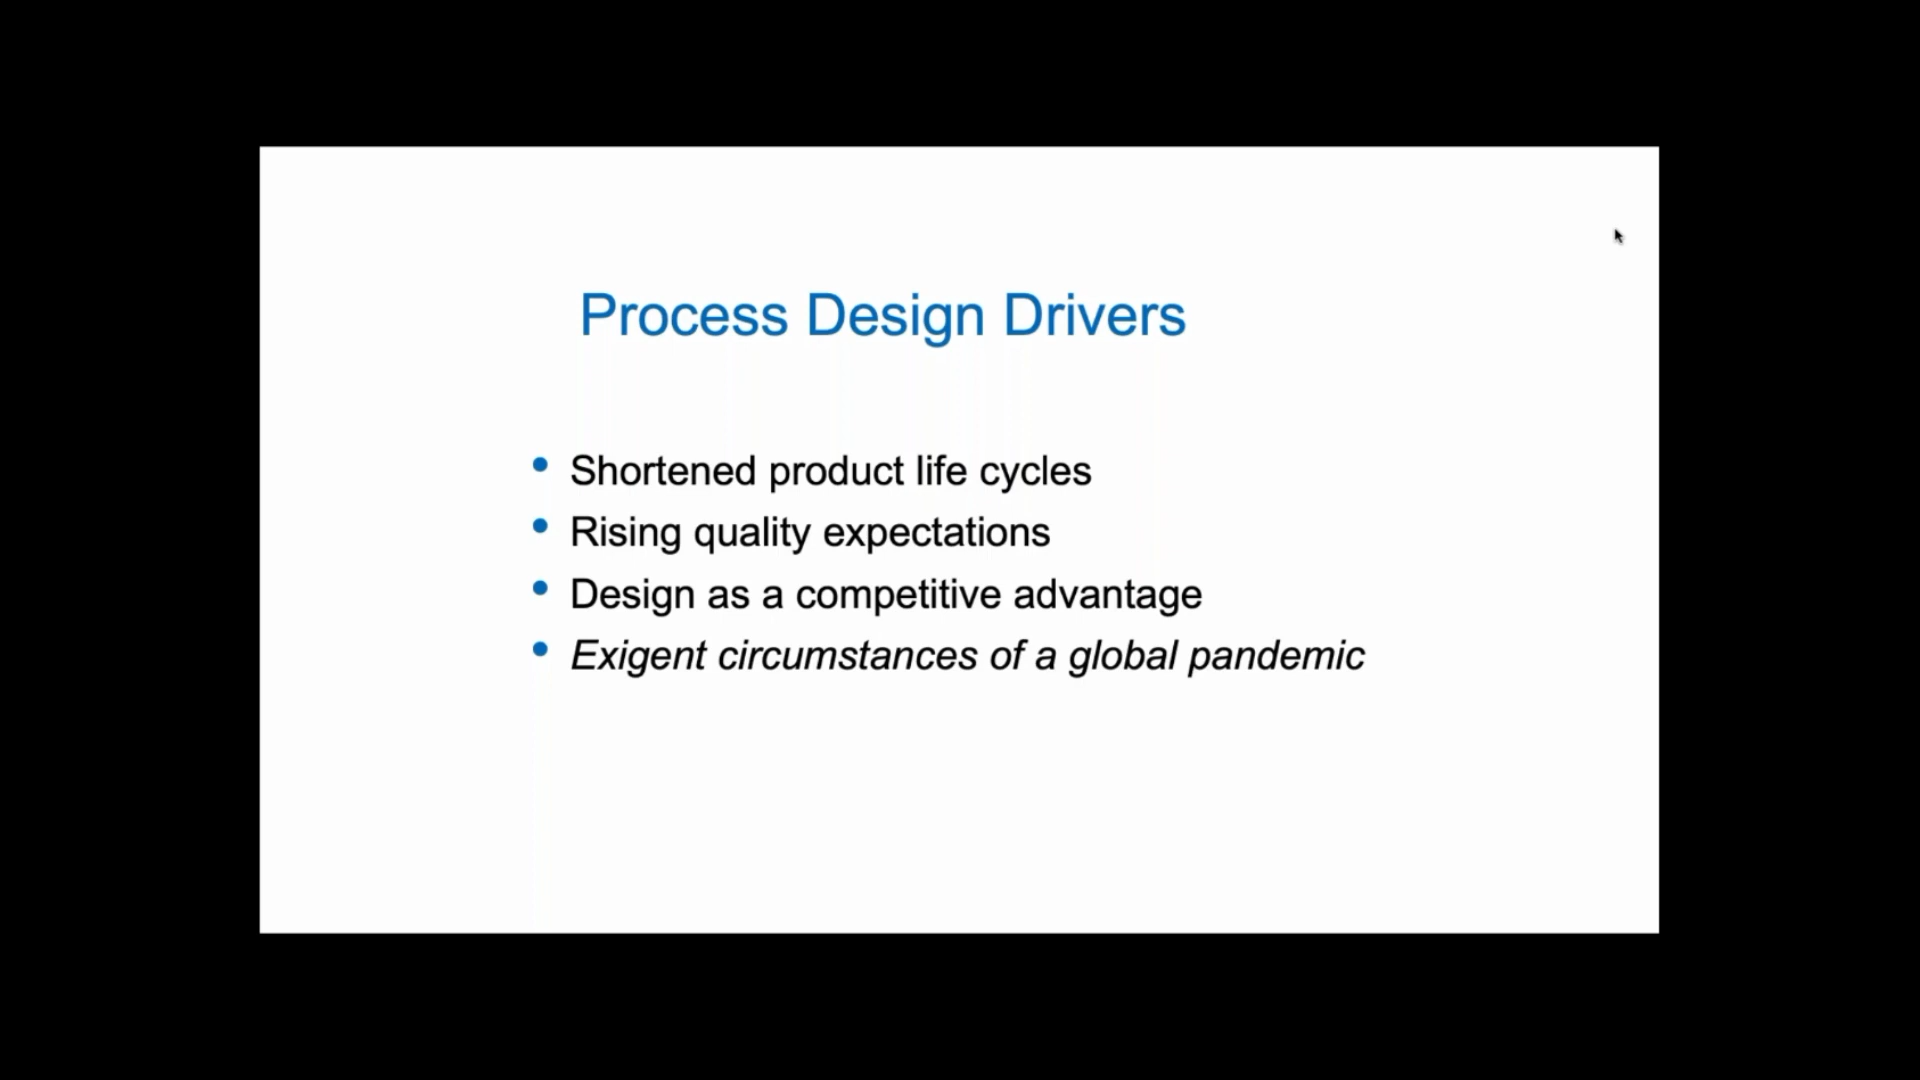 Process Design Drivers
• Shortened product life cycles
• Rising quality expectations
• Design as a competitive advantage
• Exigent circumstances of a global pandemic